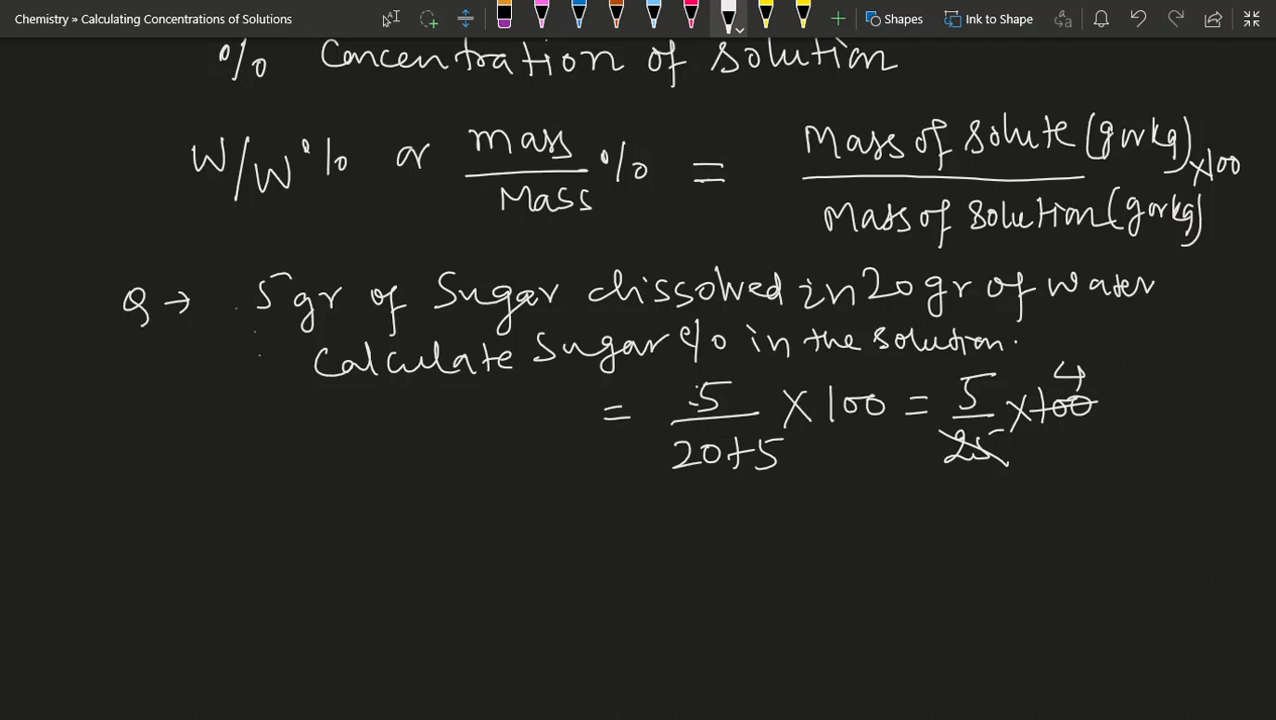 Chemistry » Calculating Concentrations of Solutions
Shapes
Ink to Shape
% Concentration of solution
W/W % or mass/Mass % = Mass of Solute (g or kg) / Mass of Solution (g or kg) ×100
Q → 5 gr of Sugar dissolved in 20 gr of water
Calculate Sugar % in the solution.
= 5/20+5 × 100 = 5/25 × 100 4